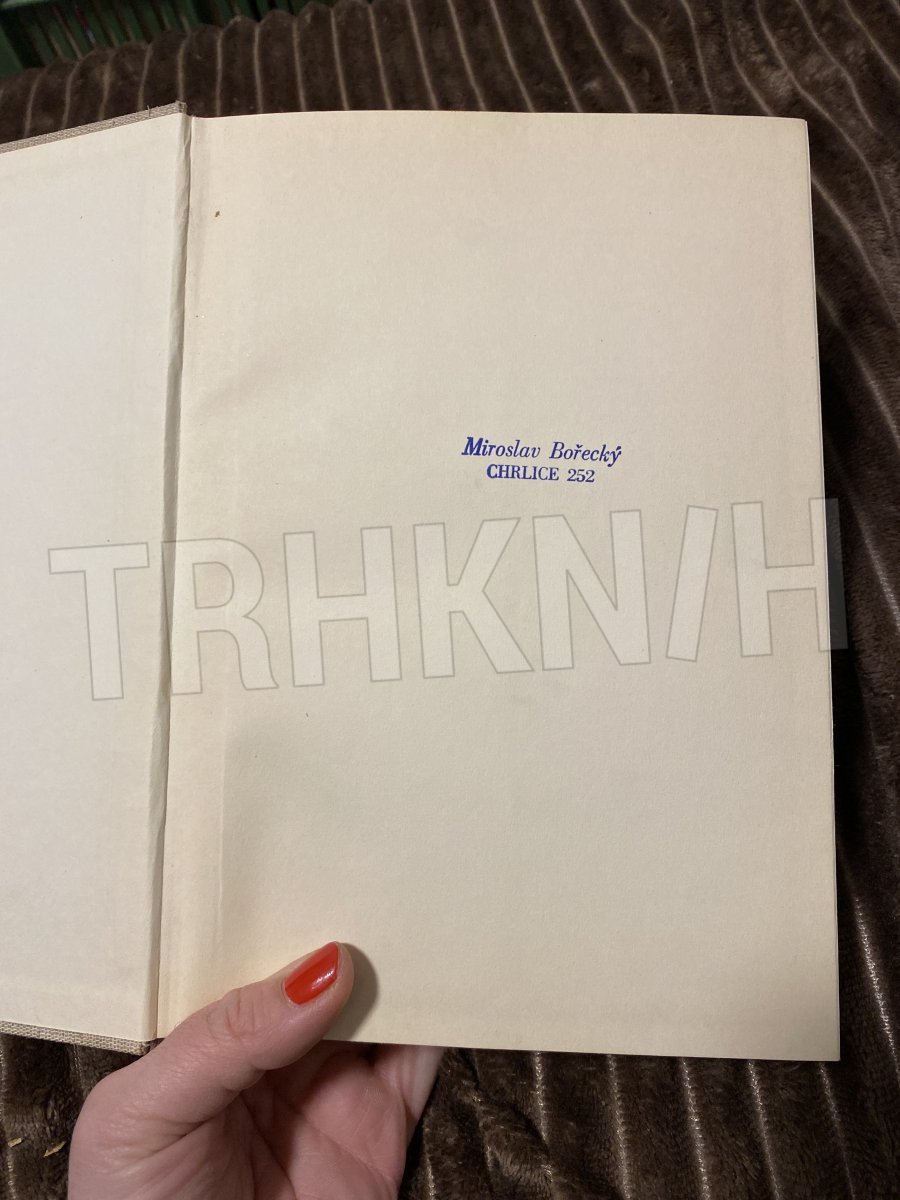 Miroslav Bořecký
CHRLICE 252
TRHKNIH